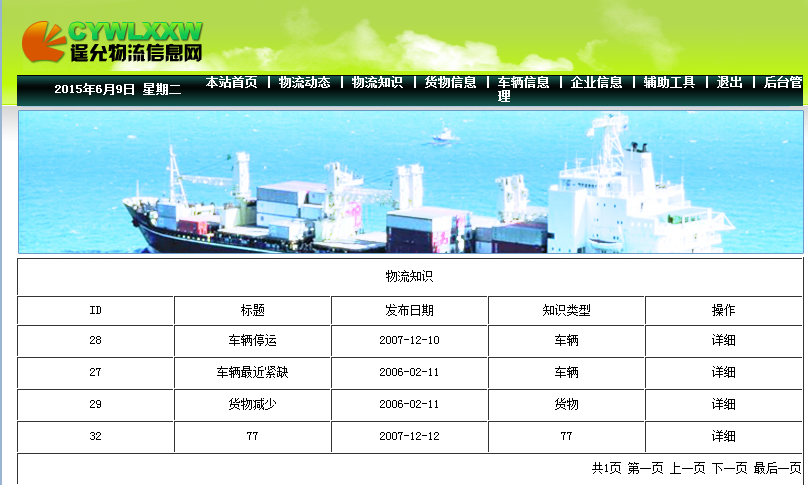 CYWLXXW
逞允物流信息网
2015年6月9日 星期二
本站首页 | 物流动态 | 物流知识 | 货物信息 | 车辆信息 | 企业信息 | 辅助工具 | 退出 | 后台管
理
物流知识
ID 标题 发布日期 知识类型 操作
28 车辆停运 2007-12-10 车辆 详细
27 车辆最近紧缺 2006-02-11 车辆 详细
29 货物减少 2006-02-11 货物 详细
32 77 2007-12-12 77 详细
共1页 第一页 上一页 下一页 最后一页